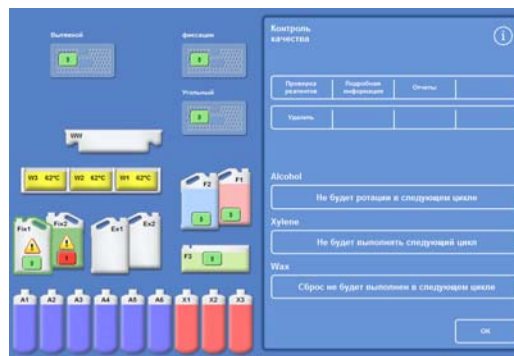 Вытяжной
фиксации
Угольный
WW
W3 62°C
W2 62°C
W1 62°C
F2
F1
Fix1
Fix2
Ex1
Ex2
F3
A1
A2
A3
A4
A5
A6
X1
X2
X3
Контроль
качества
Проверка
реагентов
Подробная
информация
Отчеты
Удалить
Alcohol
Не будет ротации в следующем цикле
Xylene
Не будет выполнять следующий цикл
Wax
Сброс не будет выполнен в следующем цикле
OK